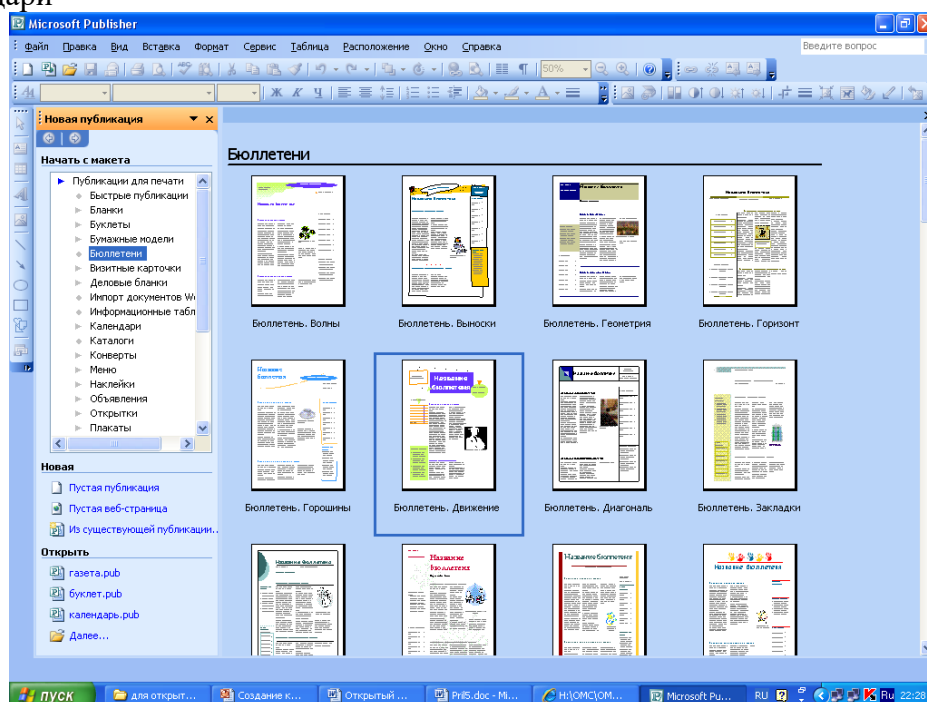 дари
Microsoft Publisher
Файл Правка Вид Вставка Формат Сервис Таблица Расположение Окно Справка
Введите вопрос
50%
Ж К Ч
Новая публикация
Начать с макета
Публикации для печати
Быстрые публикации
Бланки
Буклеты
Бумажные модели
Бюллетени
Визитные карточки
Деловые бланки
Импорт документов W
Информационные табл
Календари
Каталоги
Конверты
Меню
Наклейки
Объявления
Открытки
Плакаты
Новая
Пустая публикация
Пустая веб-страница
Из существующей публикации..
Открыть
газета.pub
буклет.pub
календарь.pub
Далее...
Бюллетени
Бюллетень. Волны
Бюллетень. Выноски
Бюллетень. Геометрия
Бюллетень. Горизонт
Название бюллетеня
Бюллетень. Горошины
Бюллетень. Движение
Бюллетень. Диагональ
Бюллетень. Закладки
Название бюллетеня
пуск
для открыт...
Создание к...
Открытый ...
Pril5.doc - Mi...
H:\ОМС\ОМ...
Microsoft Pu...
RU
Ru
22:28